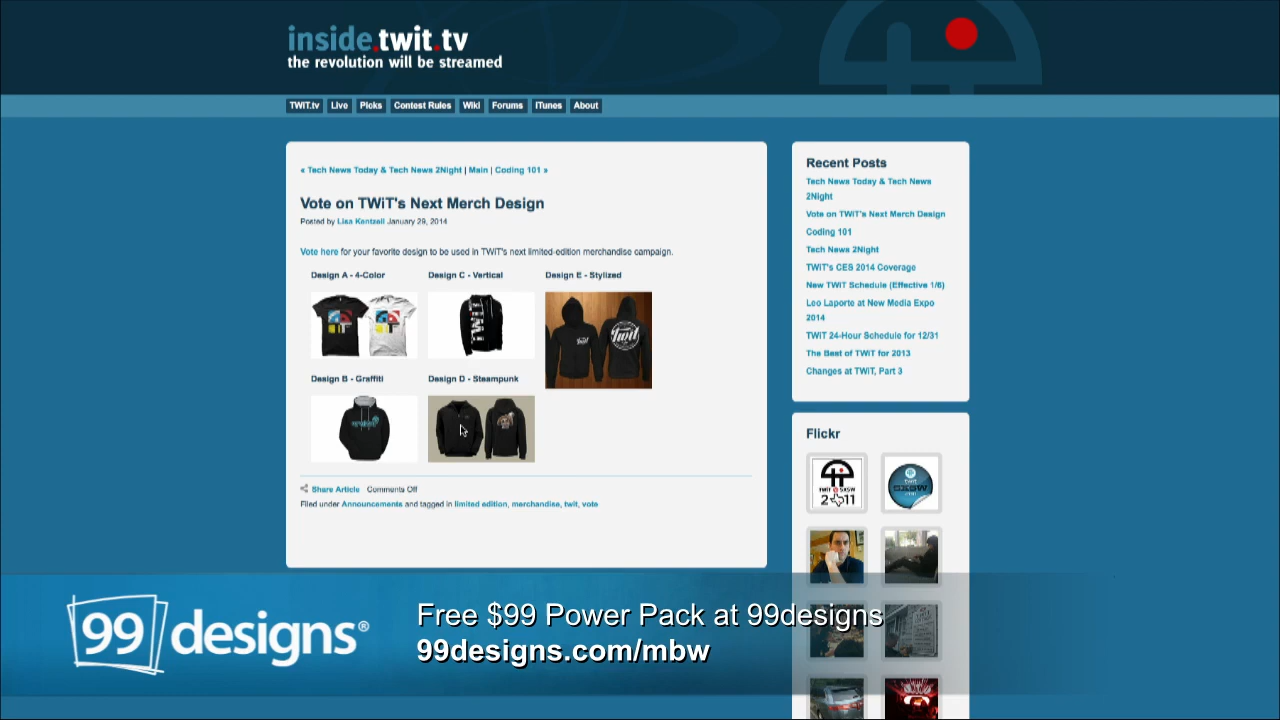 inside.twit.tv
the revolution will be streamed
TWiT.tv Live Picks Contest Rules Wiki Forums iTunes About
« Tech News Today & Tech News 2Night | Main | Coding 101 »
Vote on TWiT's Next Merch Design
Posted by Lisa Kentzell January 29, 2014
Vote here for your favorite design to be used in TWiT's next limited-edition merchandise campaign.
Design A - 4-Color
Design C - Vertical
Design E - Stylized
Design B - Graffiti
Design D - Steampunk
Share Article Comments Off
Filed under Announcements and tagged in limited edition, merchandise, twit, vote
Recent Posts
Tech News Today & Tech News
2Night
Vote on TWiT's Next Merch Design
Coding 101
Tech News 2Night
TWiT's CES 2014 Coverage
New TWiT Schedule (Effective 1/6)
Leo Laporte at New Media Expo
2014
TWiT 24-Hour Schedule for 12/31
The Best of TWiT for 2013
Changes at TWiT, Part 3
Flickr
99designs®
Free $99 Power Pack at 99designs
99designs.com/mbw